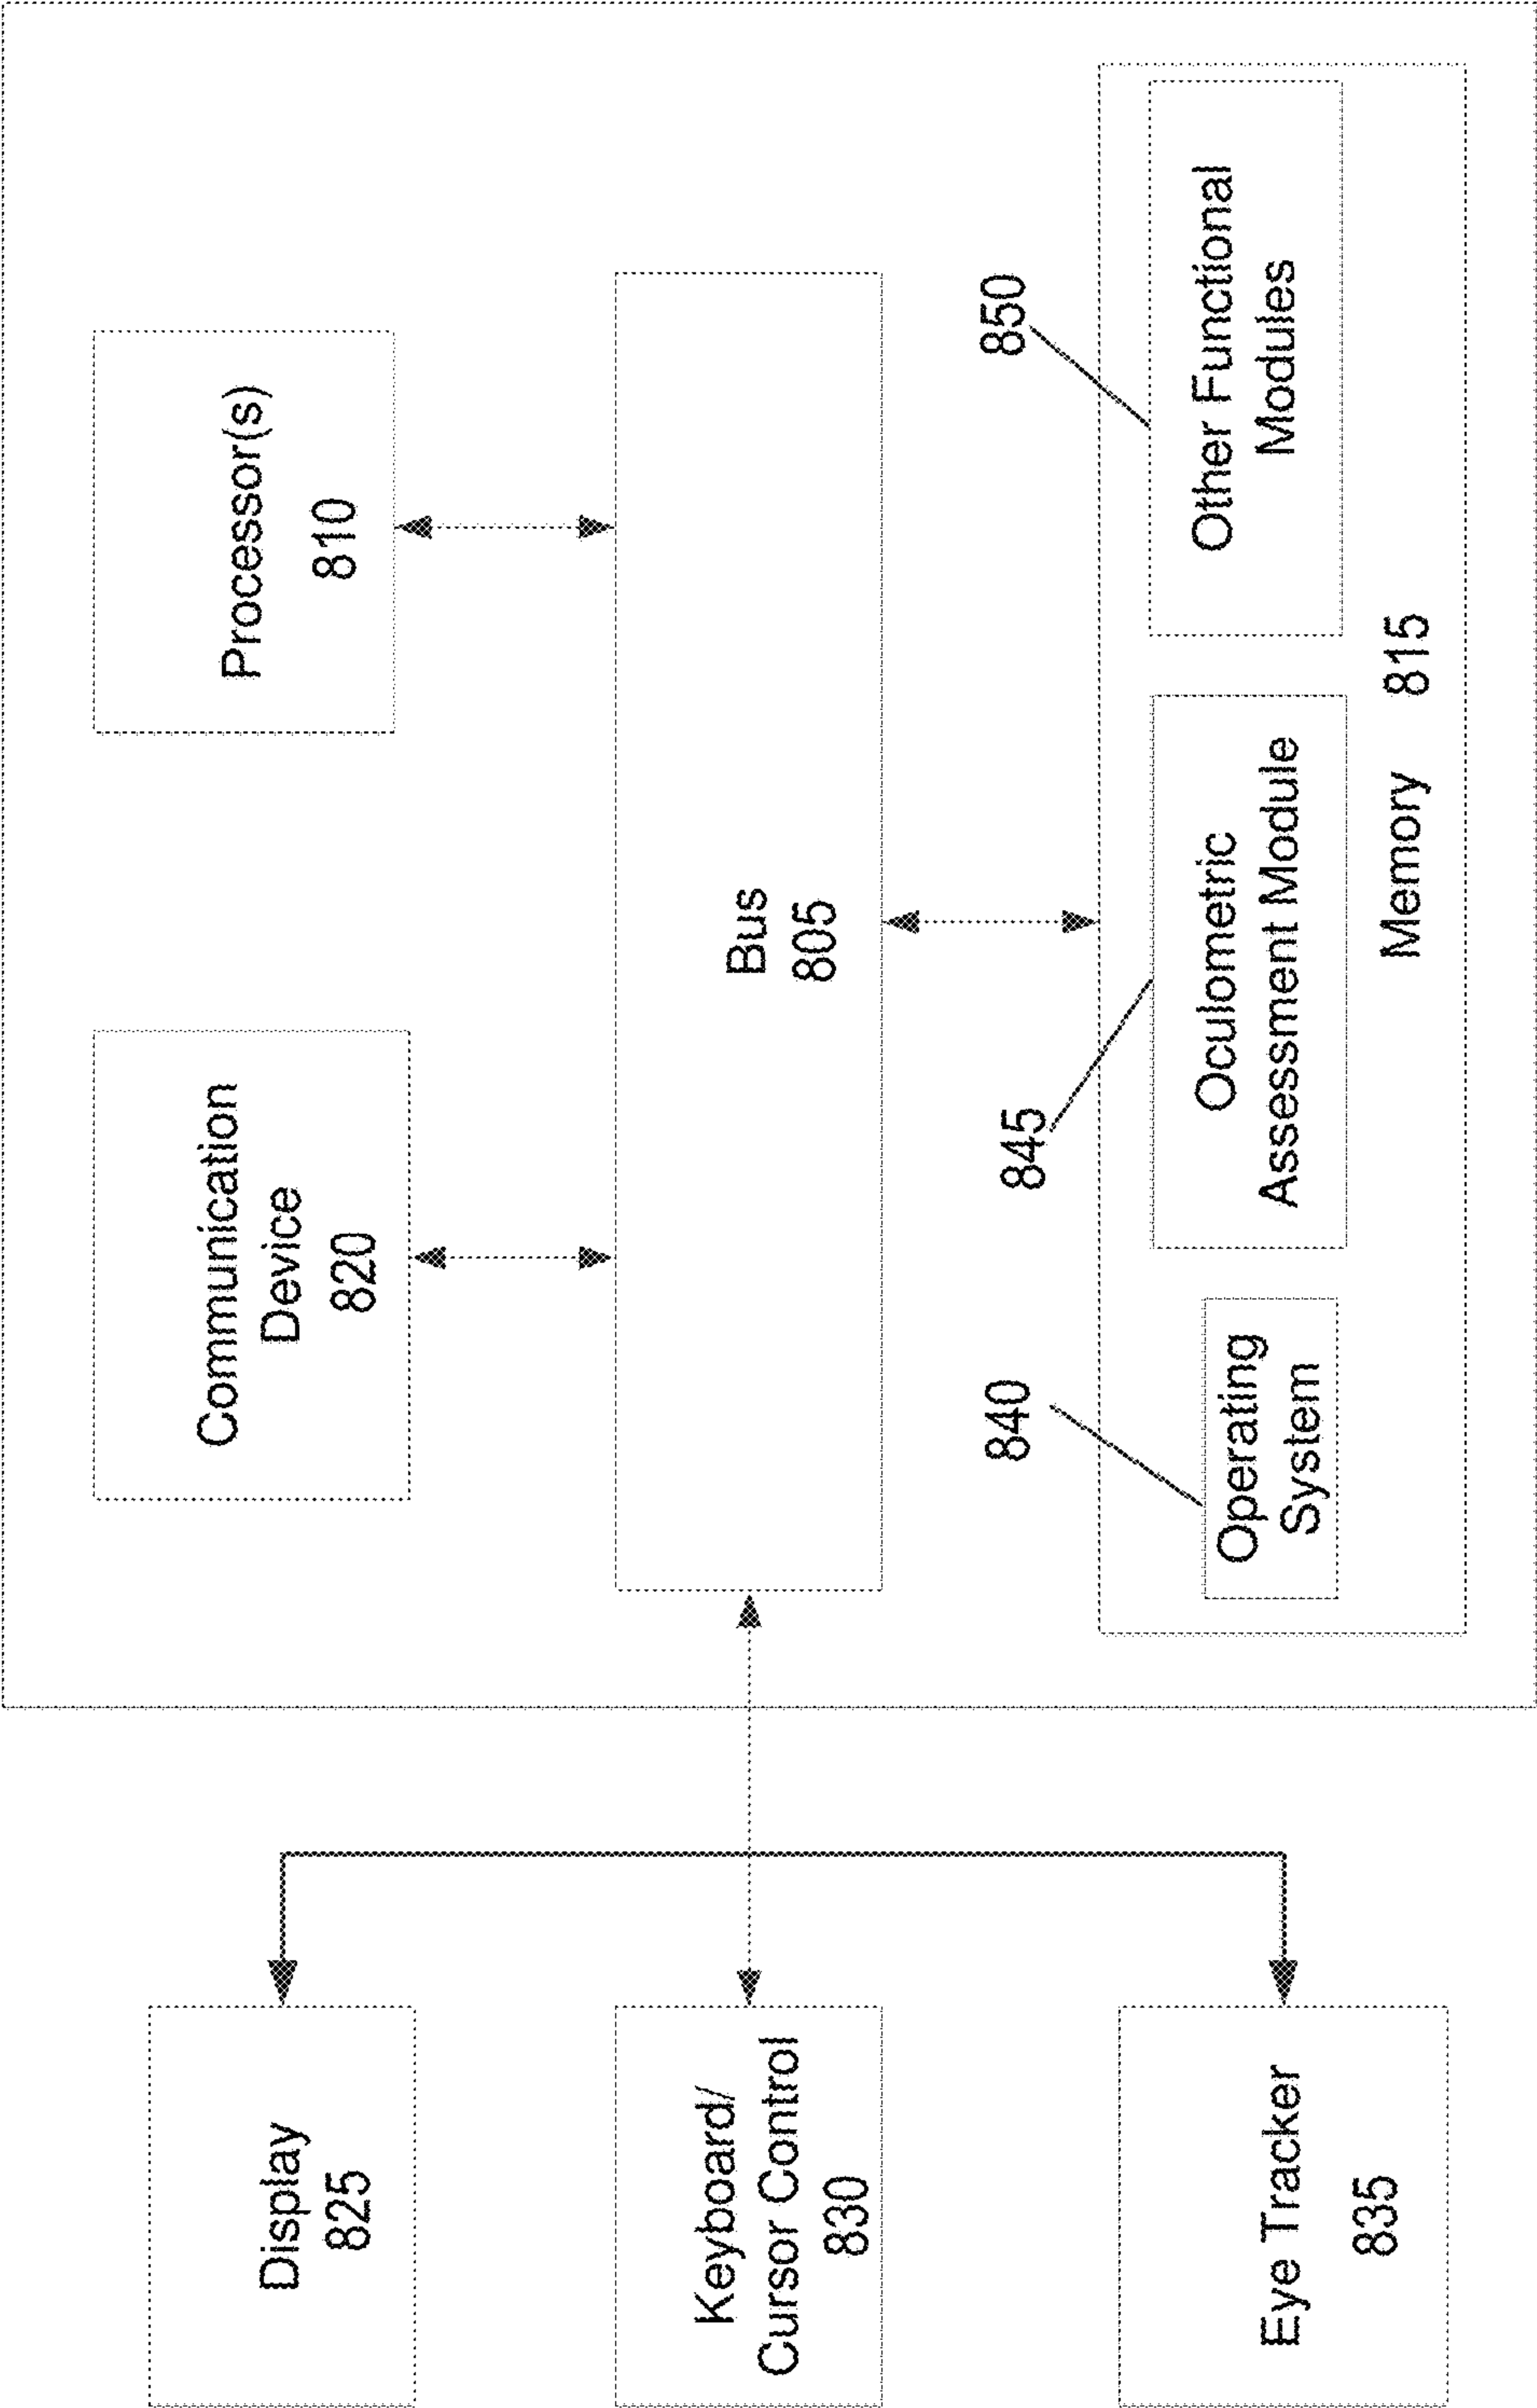 Display
825
Keyboard/
Cursor Control
830
Eye Tracker
835
Communication
Device
820
Processor(s)
810
Bus
805
840
845
850
Operating
System
Oculometric
Assessment Module
Other Functional
Modules
Memory 815